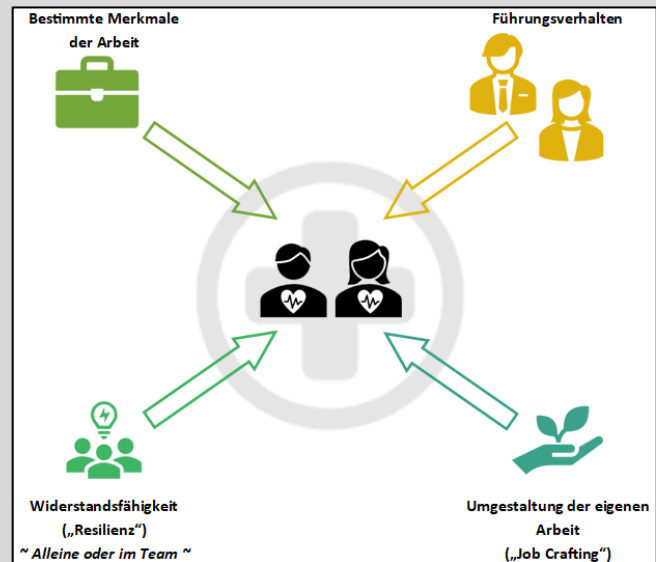 Bestimmte Merkmale
der Arbeit
Führungsverhalten
Widerstandsfähigkeit
(„Resilienz“)
~ Alleine oder im Team ~
Umgestaltung der eigenen
Arbeit
(„Job Crafting“)